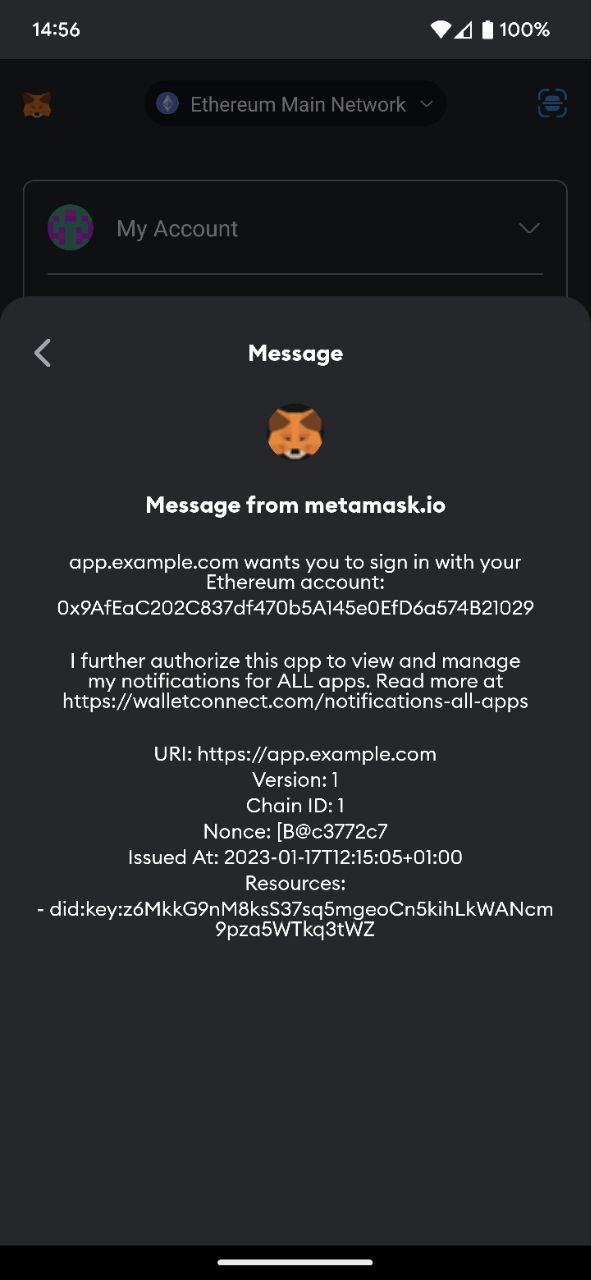 14:56
100%
Ethereum Main Network
My Account
Message
Message from metamask.io
app.example.com wants you to sign in with your
Ethereum account:
0x9AfEaC202C837df470b5A145e0EfD6a574B21029
I further authorize this app to view and manage
my notifications for ALL apps. Read more at
https://walletconnect.com/notifications-all-apps
URI: https://app.example.com
Version: 1
Chain ID: 1
Nonce: [B@c3772c7
Issued At: 2023-01-17T12:15:05+01:00
Resources:
- did:key:z6MkkG9nM8ksS37sq5mgeoCn5kihLkWANcm
9pza5WTkq3tWZ